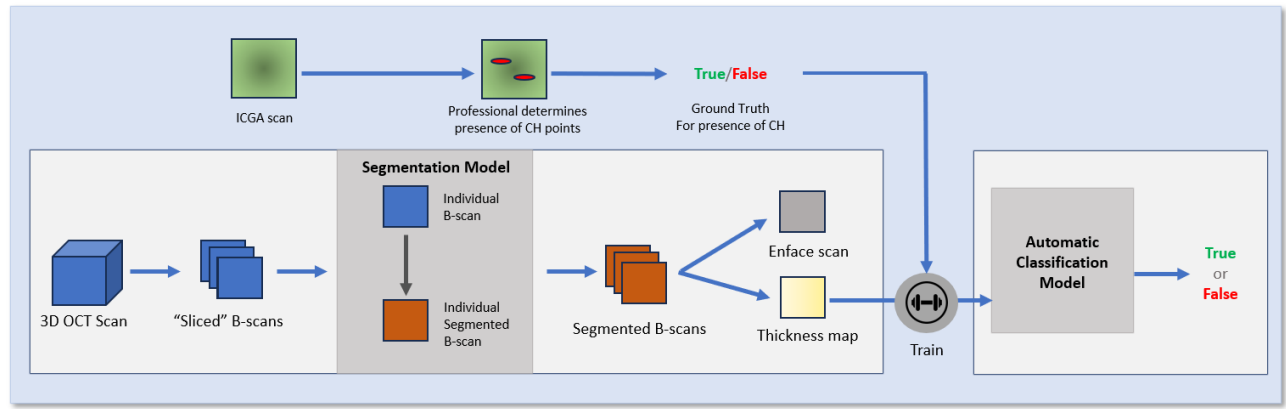 ICGA scan
Professional determines
presence of CH points
True/False
Ground Truth
For presence of CH
Segmentation Model
Individual
B-scan
Individual
Segmented
B-scan
3D OCT Scan
“Sliced” B-scans
Segmented B-scans
Enface scan
Thickness map
Train
Automatic
Classification
Model
True
or
False